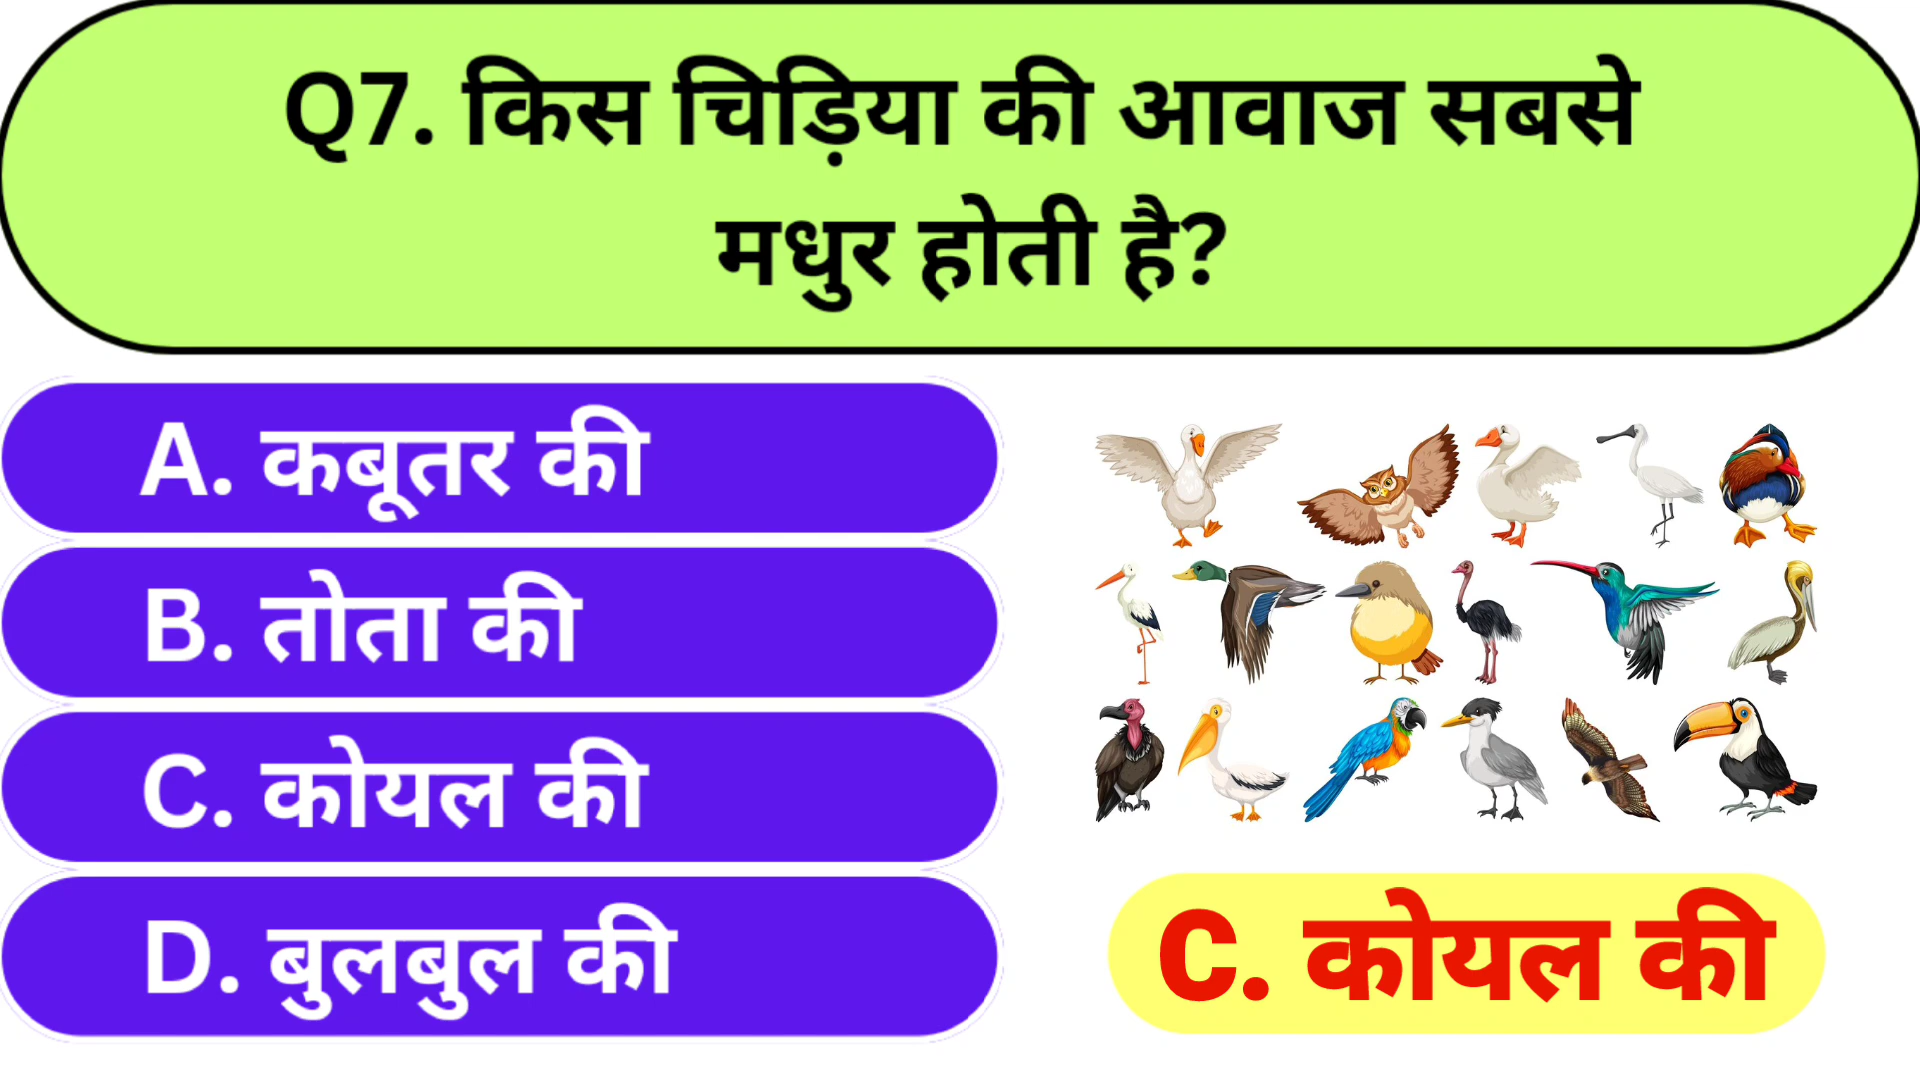 Q7. किस चिड़िया की आवाज सबसे
मधुर होती है?
A. कबूतर की
B. तोता की
C. कोयल की
D. बुलबुल की
C. कोयल की